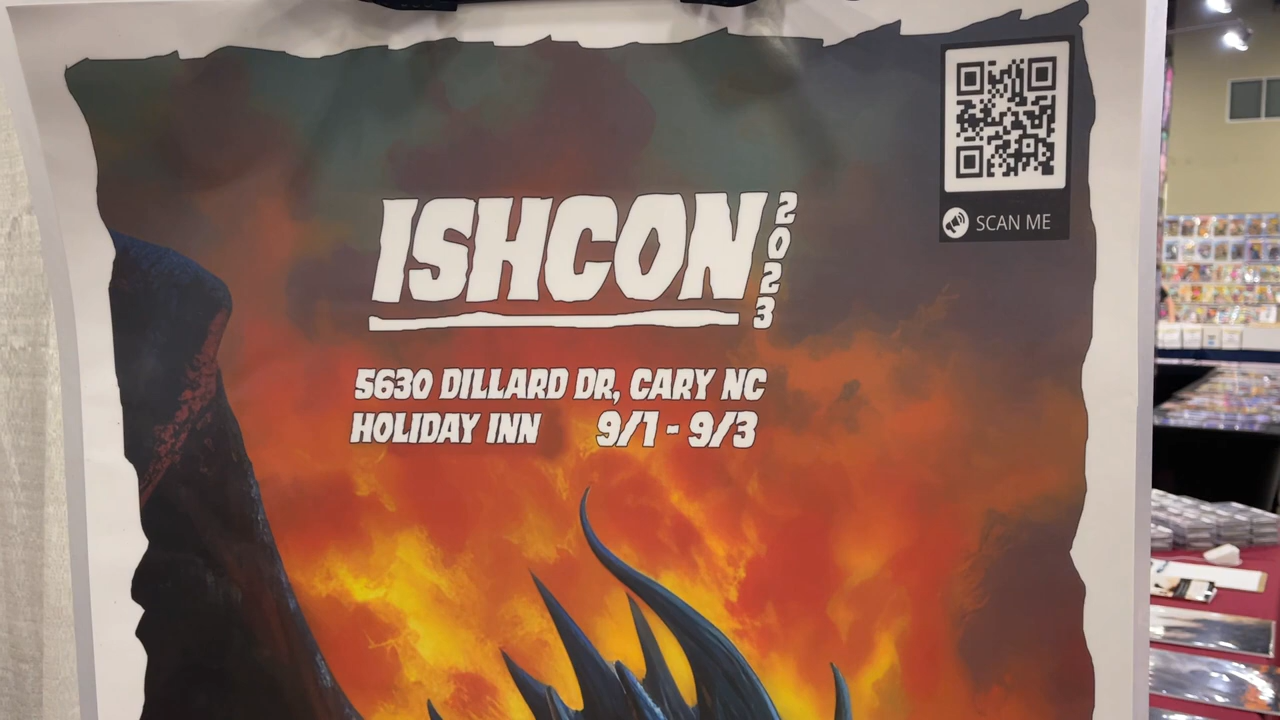 ISHCON 2023
5630 DILLARD DR, CARY NC
HOLIDAY INN 9/1 - 9/3
SCAN ME